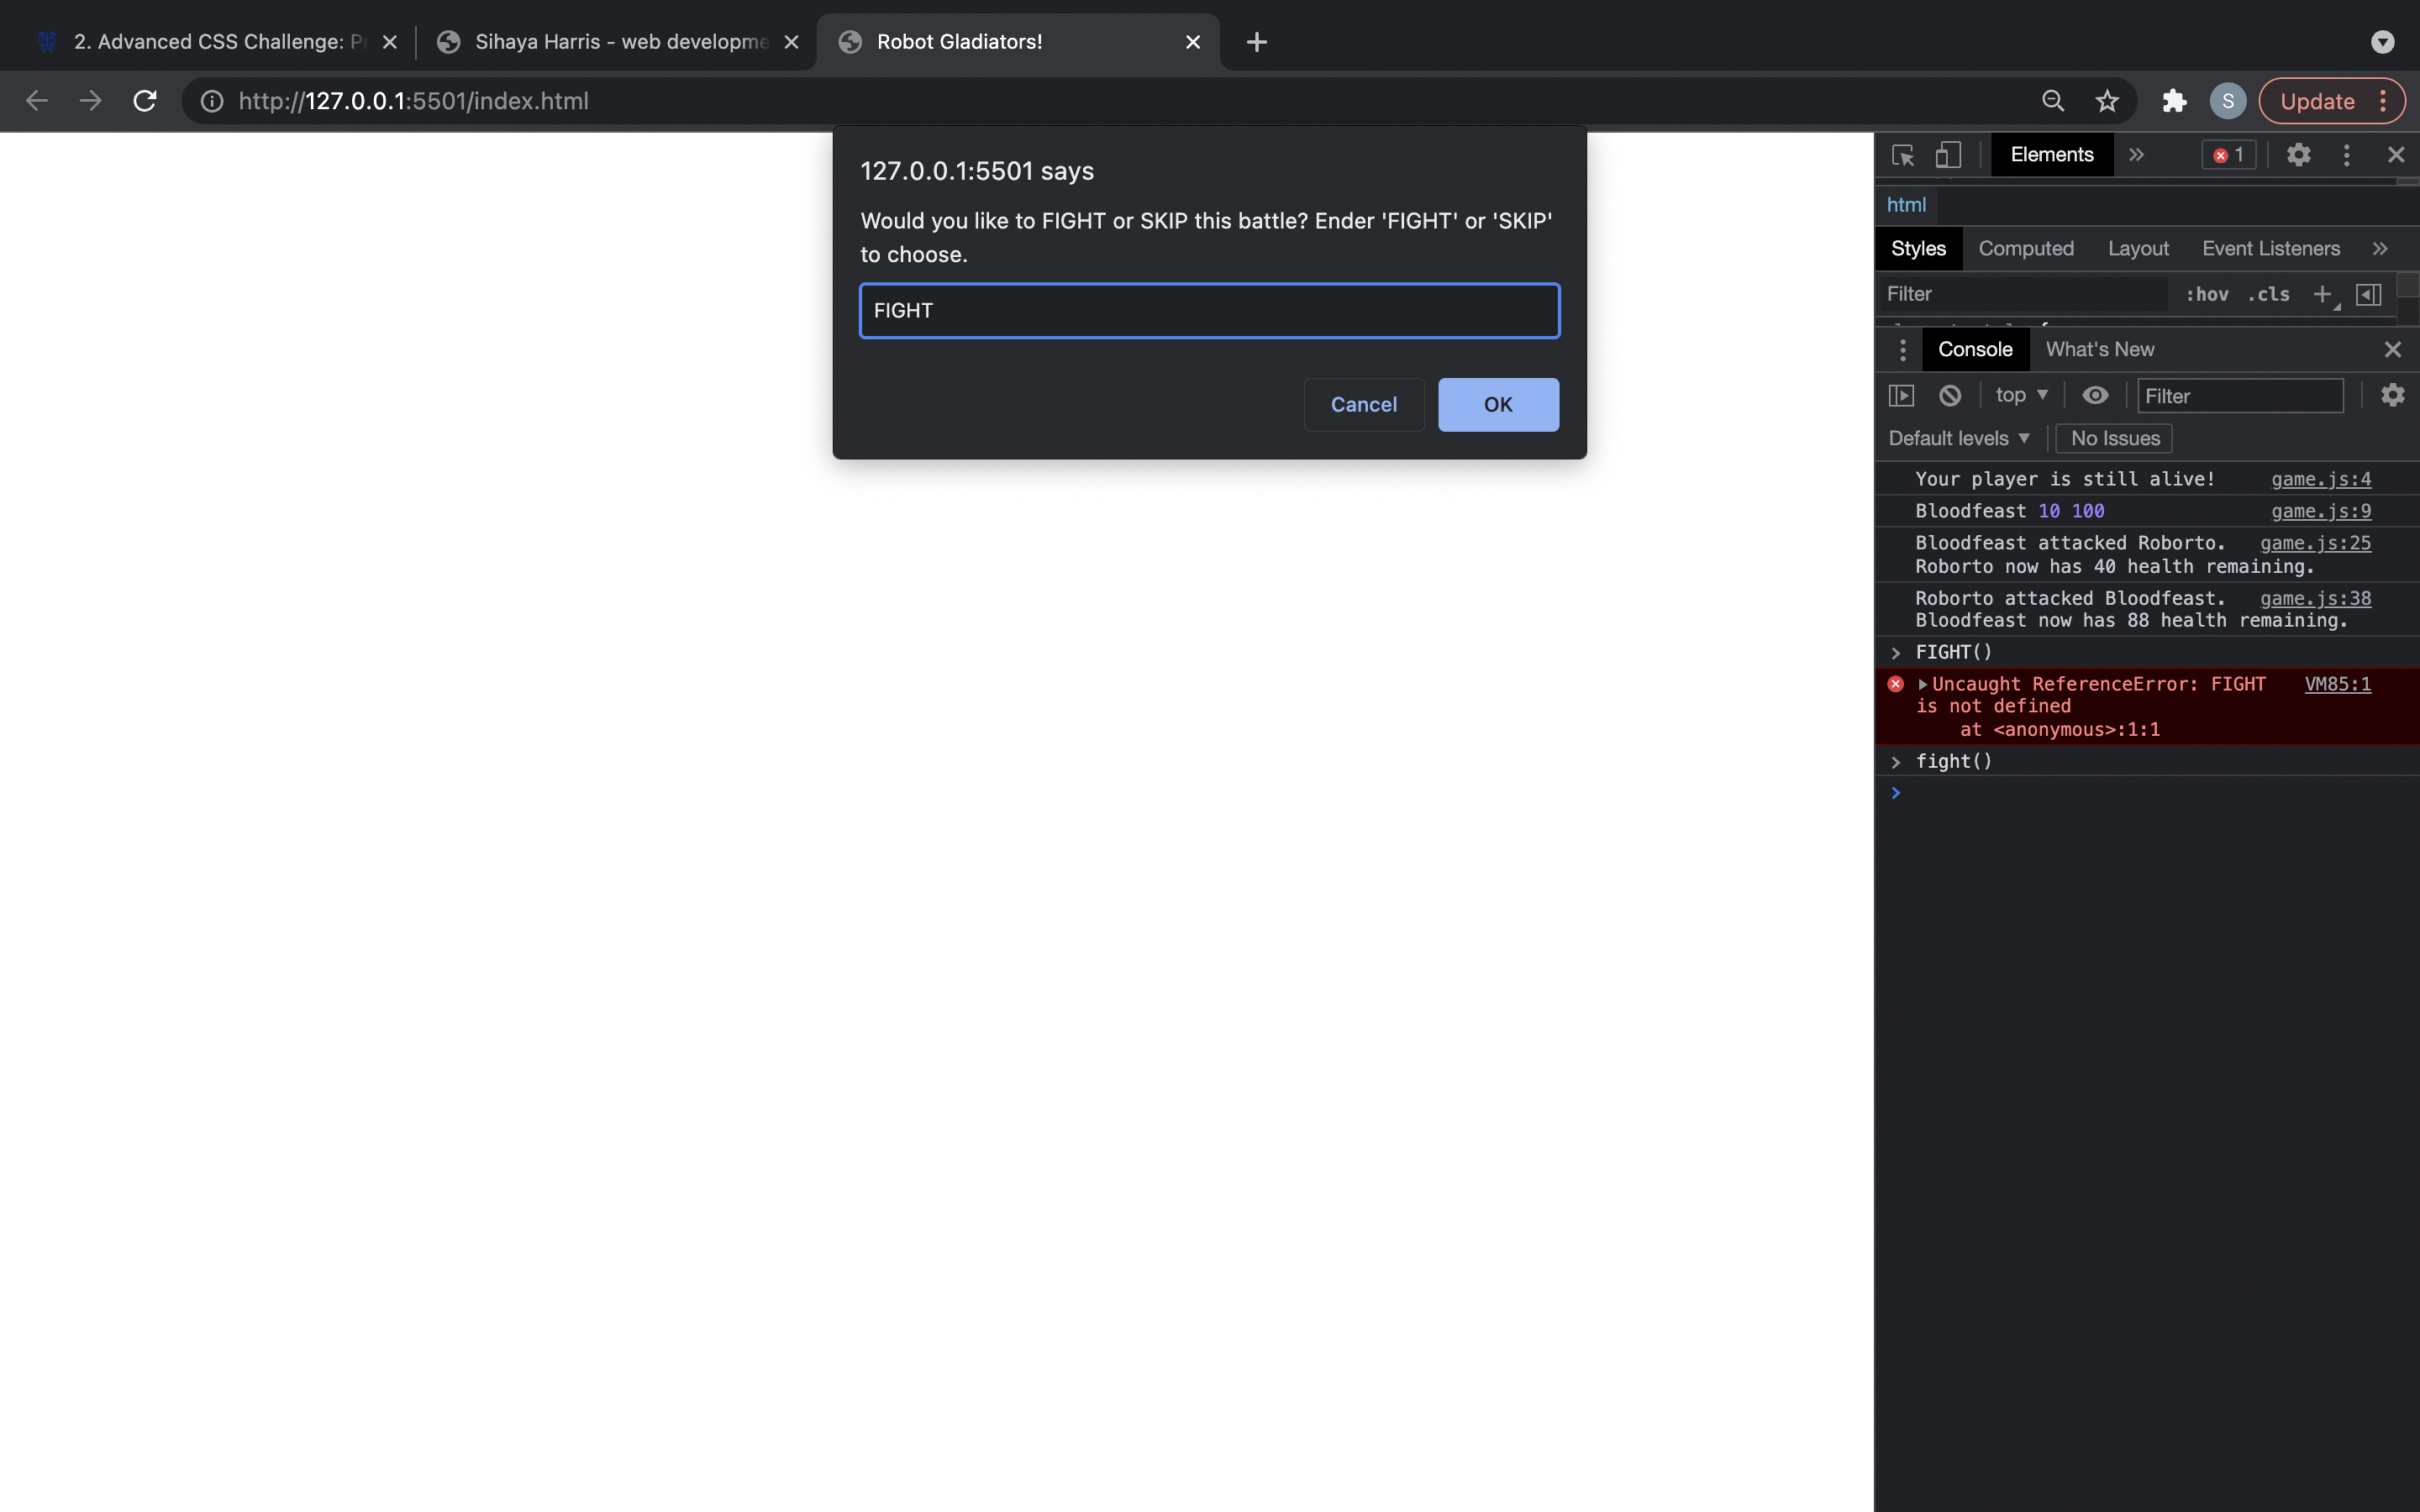 2. Advanced CSS Challenge: Pr
Sihaya Harris - web developme
Robot Gladiators!
http://127.0.0.1:5501/index.html
S
Update
127.0.0.1:5501 says
Would you like to FIGHT or SKIP this battle? Ender 'FIGHT' or 'SKIP'
to choose.
FIGHT
Cancel
OK
Elements
1
html
Styles
Computed
Layout
Event Listeners
Filter
:hov
.cls
Console
What's New
top
Filter
Default levels
No Issues
Your player is still alive! game.js:4
Bloodfeast 10 100 game.js:9
Bloodfeast attacked Roborto. game.js:25
Roborto now has 40 health remaining.
Roborto attacked Bloodfeast. game.js:38
Bloodfeast now has 88 health remaining.
FIGHT()
Uncaught ReferenceError: FIGHT VM85:1
is not defined
at <anonymous>:1:1
fight()